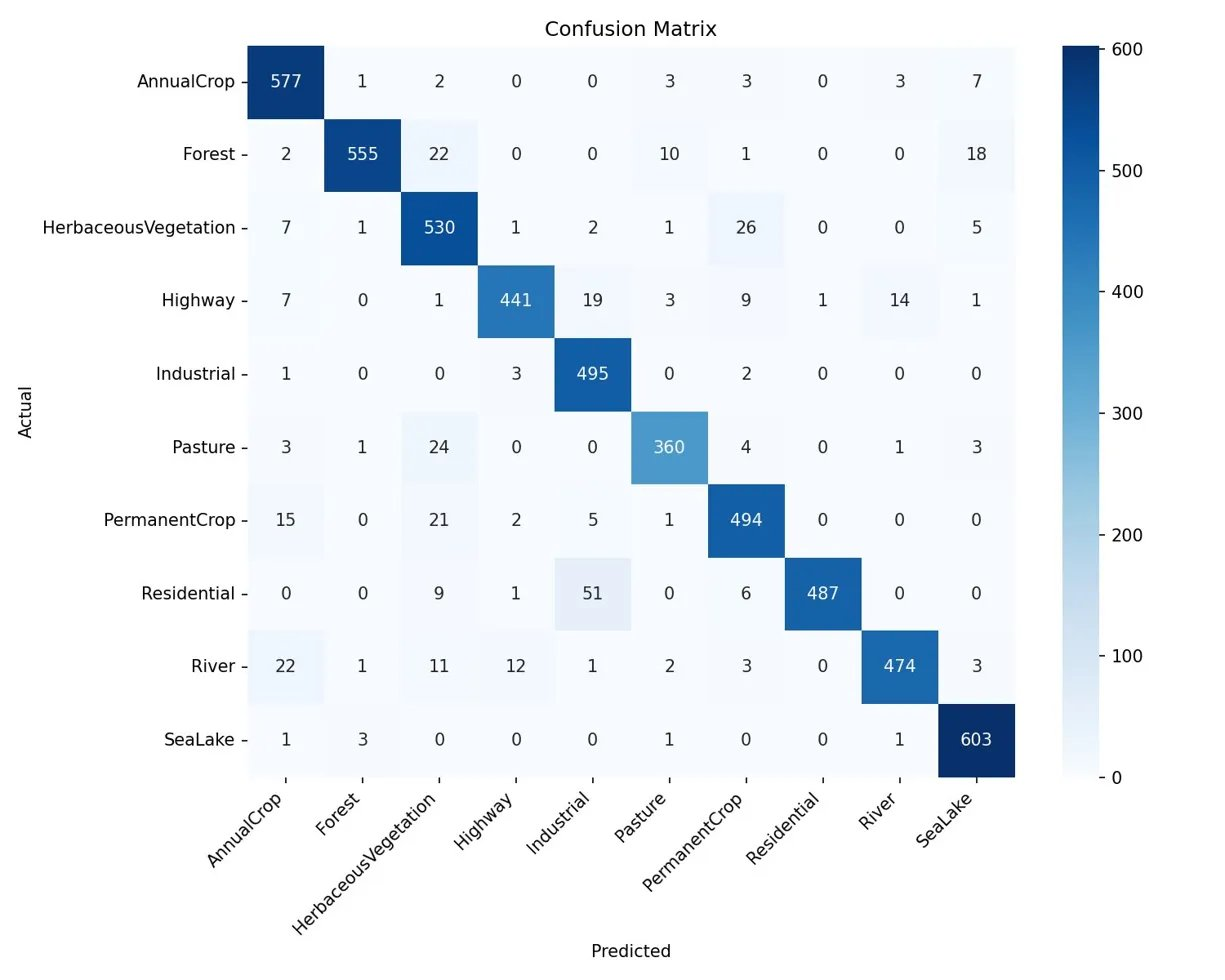 Confusion Matrix
AnnualCrop 577 1 2 0 0 3 3 0 3 7
Forest 2 555 22 0 0 10 1 0 0 18
HerbaceousVegetation 7 1 530 1 2 1 26 0 0 5
Highway 7 0 1 441 19 3 9 1 14 1
Industrial 1 0 0 3 495 0 2 0 0 0
Pasture 3 1 24 0 0 360 4 0 1 3
PermanentCrop 15 0 21 2 5 1 494 0 0 0
Residential 0 0 9 1 51 0 6 487 0 0
River 22 1 11 12 1 2 3 0 474 3
SeaLake 1 3 0 0 0 1 0 0 1 603
AnnualCrop Forest HerbaceousVegetation Highway Industrial Pasture PermanentCrop Residential River SeaLake
Predicted
Actual
600
500
400
300
200
100
0